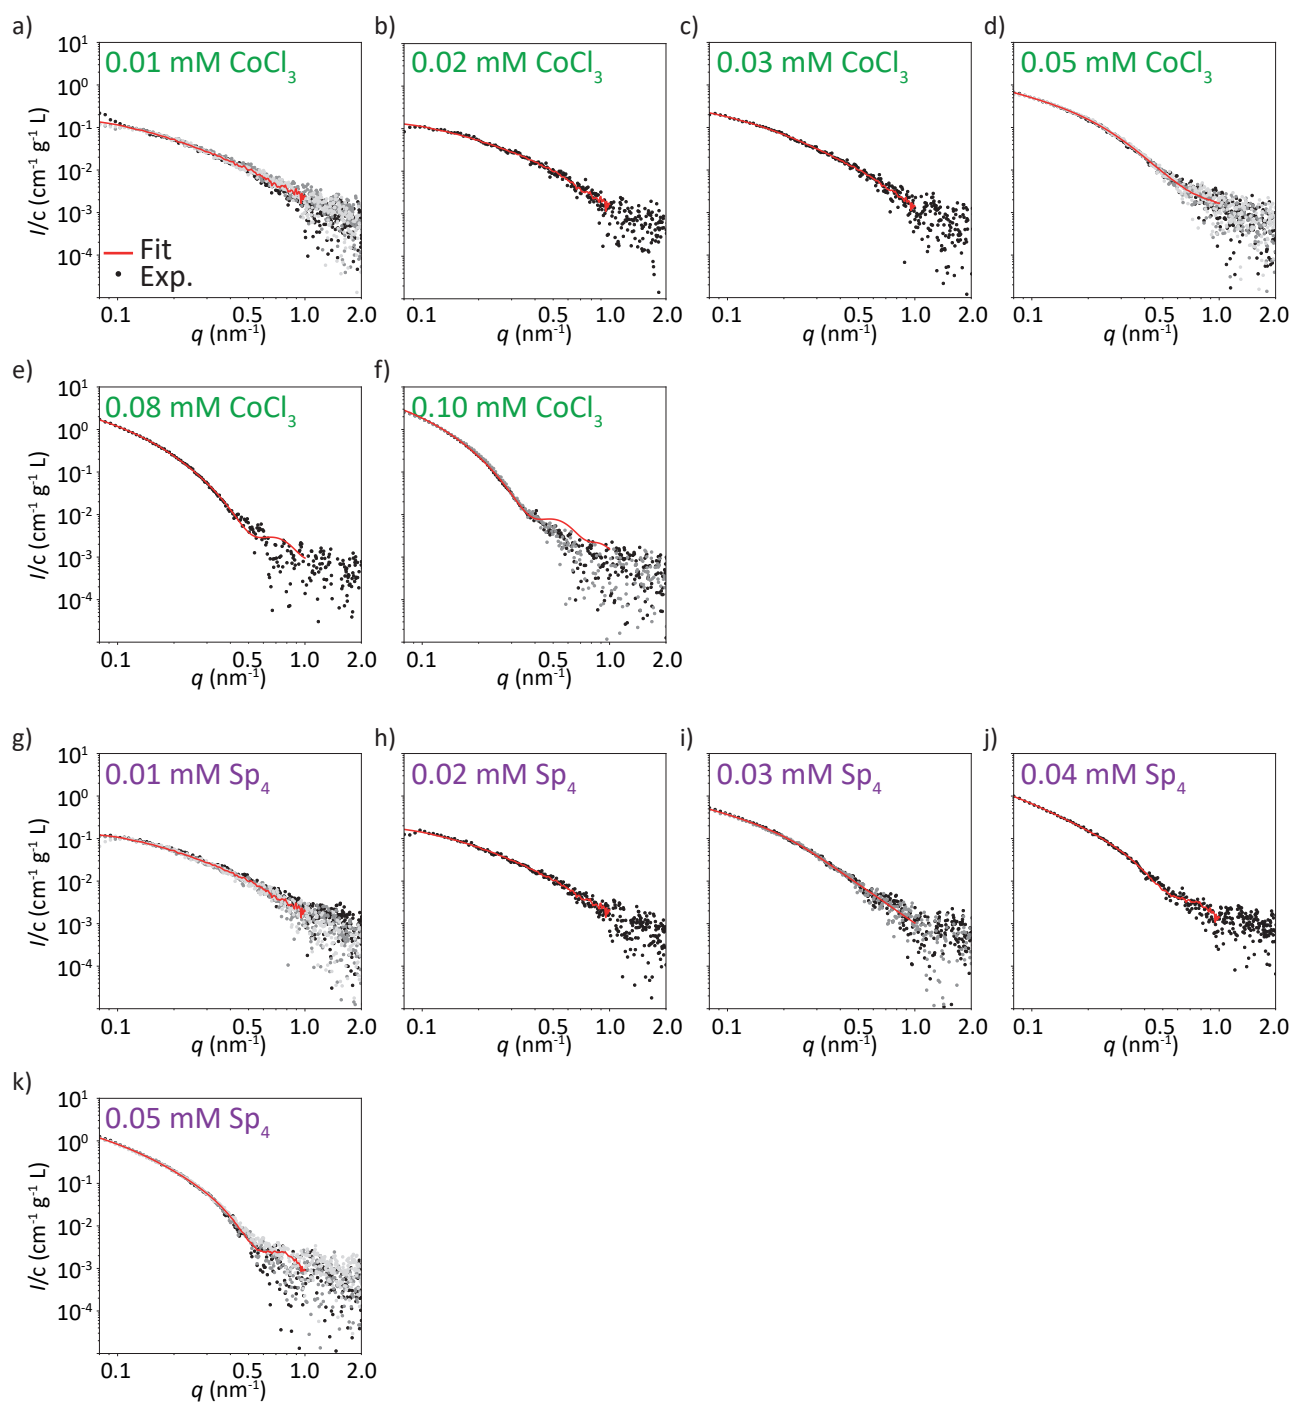 a) b) c) d)
10¹
10⁰
10⁻¹
10⁻²
10⁻³
10⁻⁴
I/c (cm⁻¹ g⁻¹ L)
0.01 mM CoCl₃
Fit
Exp.
0.1 0.5 1.0 2.0
q (nm⁻¹)
0.02 mM CoCl₃
0.1 0.5 1.0 2.0
q (nm⁻¹)
0.03 mM CoCl₃
0.1 0.5 1.0 2.0
q (nm⁻¹)
0.05 mM CoCl₃
0.1 0.5 1.0 2.0
q (nm⁻¹)
e) f)
10¹
10⁰
10⁻¹
10⁻²
10⁻³
10⁻⁴
I/c (cm⁻¹ g⁻¹ L)
0.08 mM CoCl₃
0.1 0.5 1.0 2.0
q (nm⁻¹)
0.10 mM CoCl₃
0.1 0.5 1.0 2.0
q (nm⁻¹)
g) h) i) j)
10¹
10⁰
10⁻¹
10⁻²
10⁻³
10⁻⁴
I/c (cm⁻¹ g⁻¹ L)
0.01 mM Sp₄
0.1 0.5 1.0 2.0
q (nm⁻¹)
0.02 mM Sp₄
0.1 0.5 1.0 2.0
q (nm⁻¹)
0.03 mM Sp₄
0.1 0.5 1.0 2.0
q (nm⁻¹)
0.04 mM Sp₄
0.1 0.5 1.0 2.0
q (nm⁻¹)
k)
10¹
10⁰
10⁻¹
10⁻²
10⁻³
10⁻⁴
I/c (cm⁻¹ g⁻¹ L)
0.05 mM Sp₄
0.1 0.5 1.0 2.0
q (nm⁻¹)